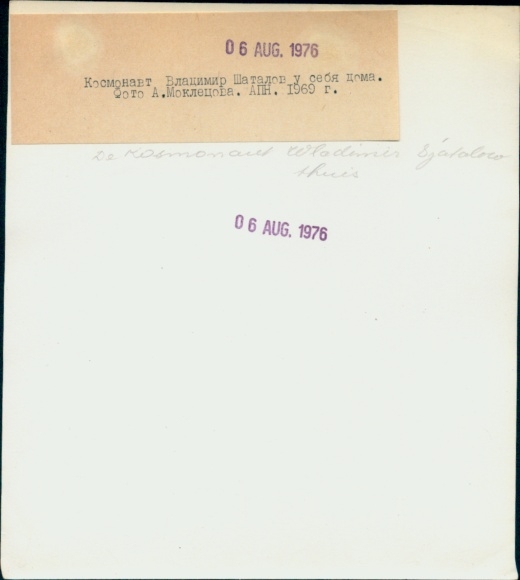 06 AUG. 1976
Космонавт Владимир Шаталов у себя дома.
Фото А.Моклецова. АПН. 1969 г.
De Kosmonaut Wladimir Sjatalow
thuis
06 AUG. 1976